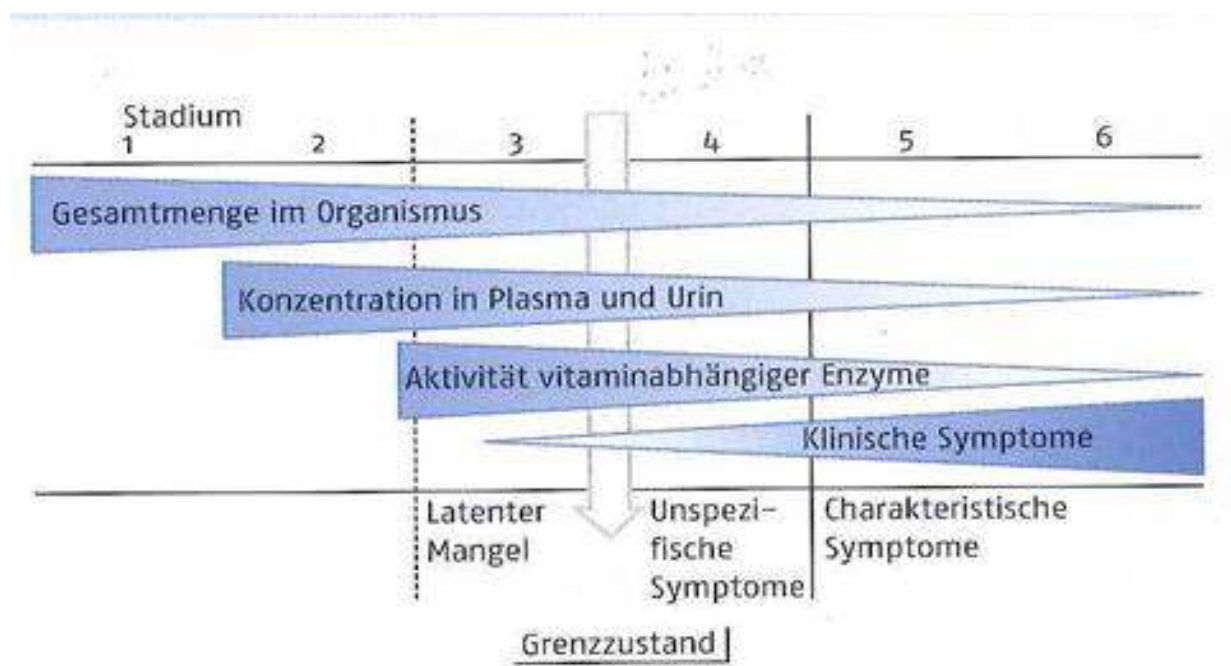 Stadium
1 2 3 4 5 6
Gesamtmenge im Organismus
Konzentration in Plasma und Urin
Aktivität vitaminabhängiger Enzyme
Klinische Symptome
Latenter
Mangel
Unspezi-
fische
Symptome
Charakteristische
Symptome
Grenzzustand